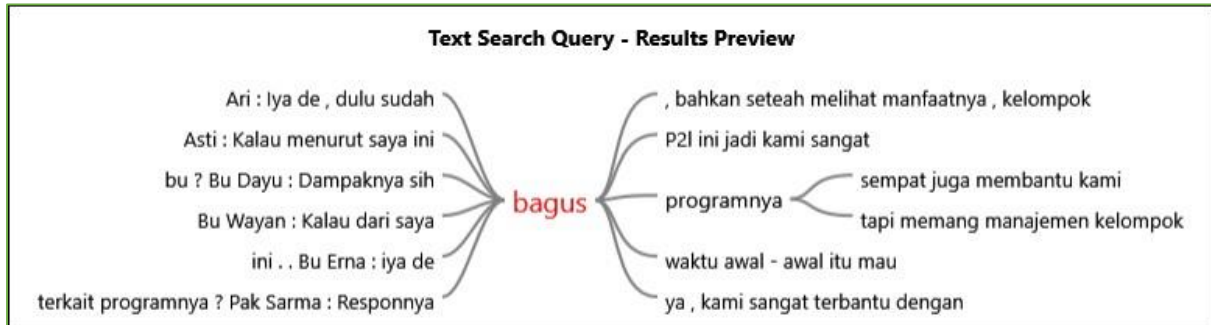 Text Search Query - Results Preview
Ari : Iya de , dulu sudah
Asti : Kalau menurut saya ini
bu ? Bu Dayu : Dampaknya sih
Bu Wayan : Kalau dari saya
ini . . Bu Erna : iya de
terkait programnya ? Pak Sarma : Responnya
bagus
, bahkan seteah melihat manfaatnya , kelompok
P2l ini jadi kami sangat
programnya
sempat juga membantu kami
tapi memang manajemen kelompok
waktu awal - awal itu mau
ya , kami sangat terbantu dengan